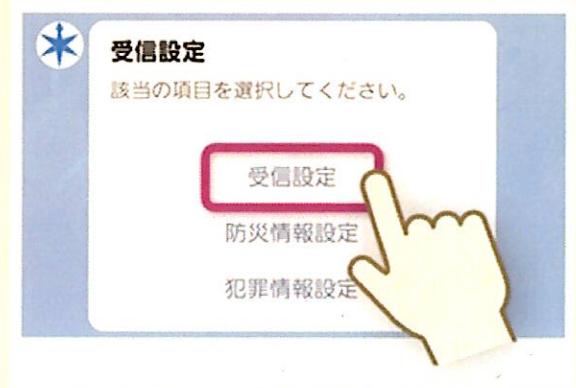 受信設定
該当の項目を選択してください。
受信設定
防災情報設定
犯罪情報設定